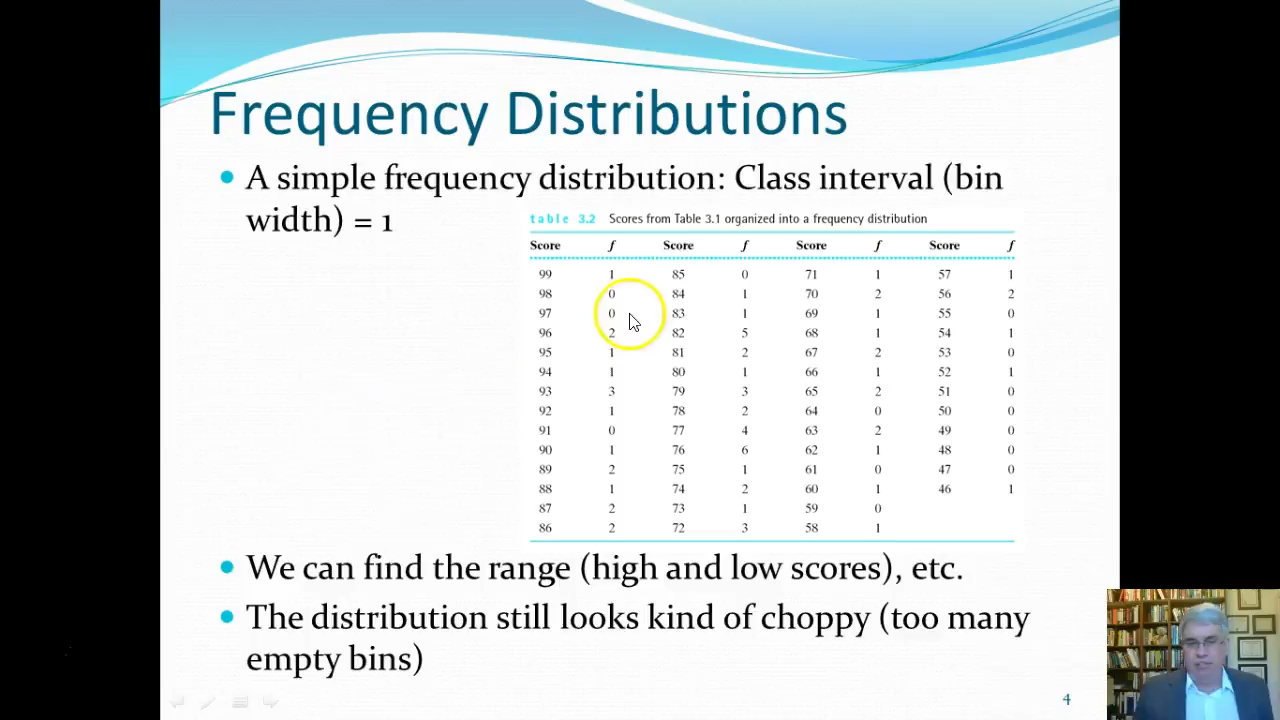 Frequency Distributions
A simple frequency distribution: Class interval (bin
width) = 1
table 3.2 Scores from Table 3.1 organized into a frequency distribution
Score f Score f Score f Score f
99 1 85 0 71 1 57 1
98 0 84 1 70 2 56 2
97 0 83 1 69 1 55 0
96 2 82 5 68 1 54 1
95 1 81 2 67 2 53 0
94 1 80 1 66 1 52 1
93 3 79 3 65 2 51 0
92 1 78 2 64 0 50 0
91 0 77 4 63 2 49 0
90 1 76 6 62 1 48 0
89 2 75 1 61 0 47 0
88 1 74 2 60 1 46 1
87 2 73 1 59 0
86 2 72 3 58 1
We can find the range (high and low scores), etc.
The distribution still looks kind of choppy (too many
empty bins)
4